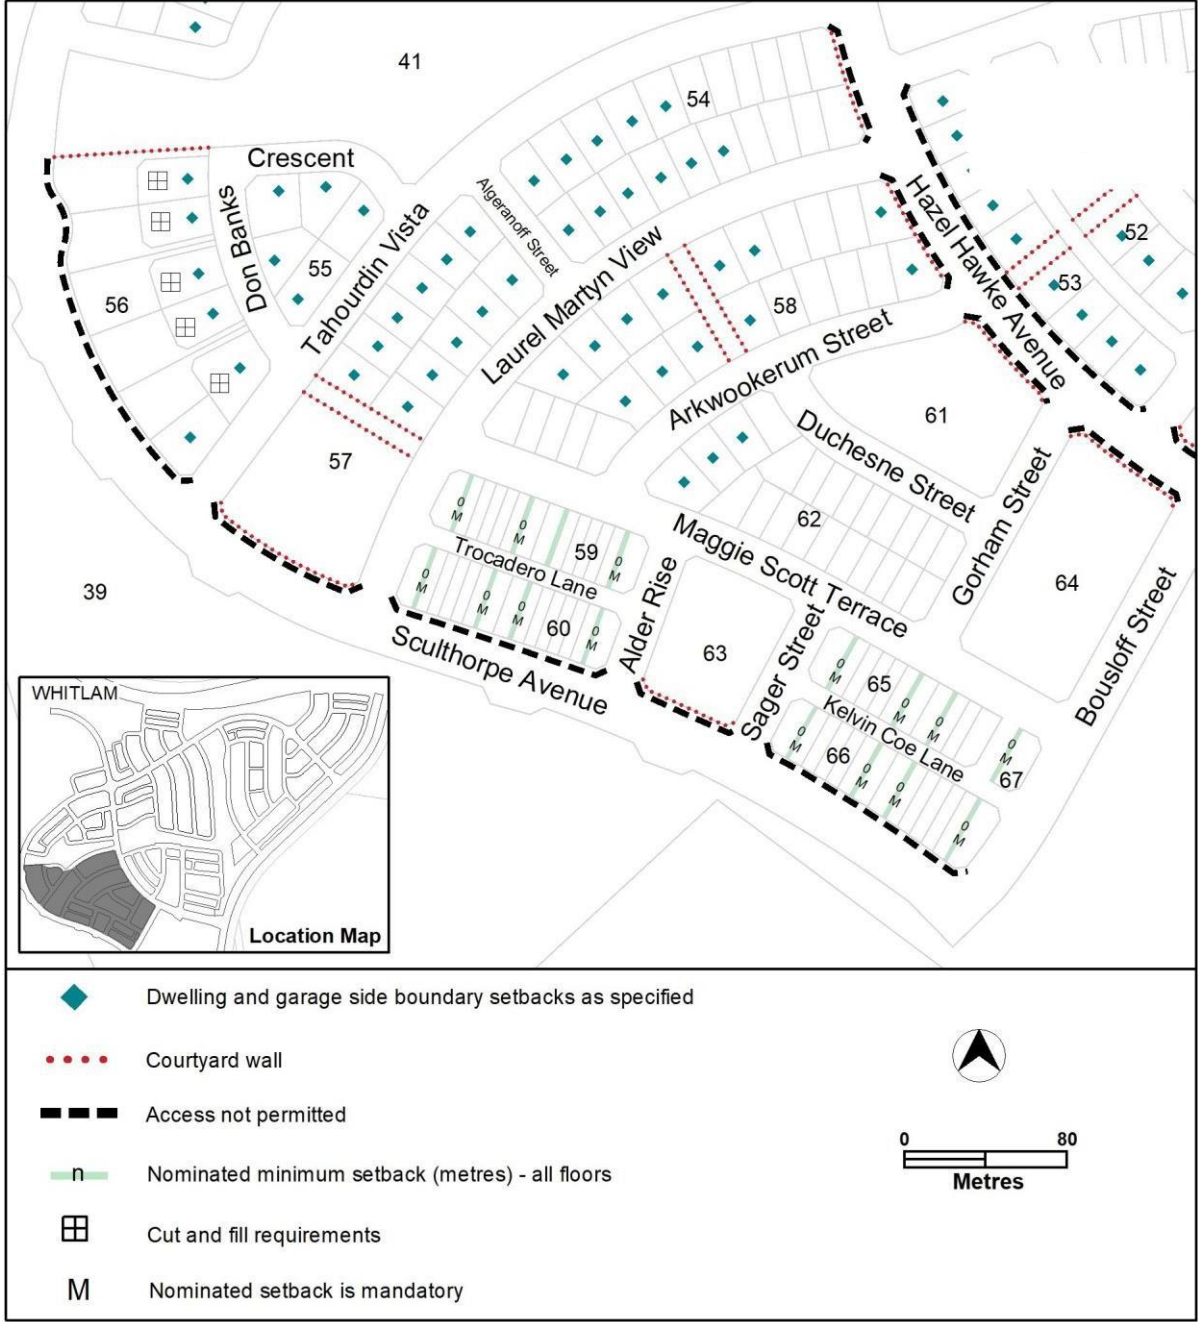 41
54
Crescent
Don Banks
Tahourdin Vista
Algeranoff Street
Laurel Martyn View
Hazel Hawke Avenue
52
53
55
56
58
Arkwookerum Street
61
57
Duchesne Street
62
Gorham Street
Maggie Scott Terrace
0 M
0 M
59
0 M
Trocadero Lane
0 M
0 M
0 M
60
0 M
Sculthorpe Avenue
Alder Rise
63
Sager Street
64
Bousloff Street
39
0 M
65
0 M
0 M
0 M
67
Kelvin Coe Lane
0 M
66
0 M
0 M
0 M
WHITLAM
Location Map
Dwelling and garage side boundary setbacks as specified
Courtyard wall
Access not permitted
n Nominated minimum setback (metres) - all floors
Cut and fill requirements
M Nominated setback is mandatory
0 80
Metres